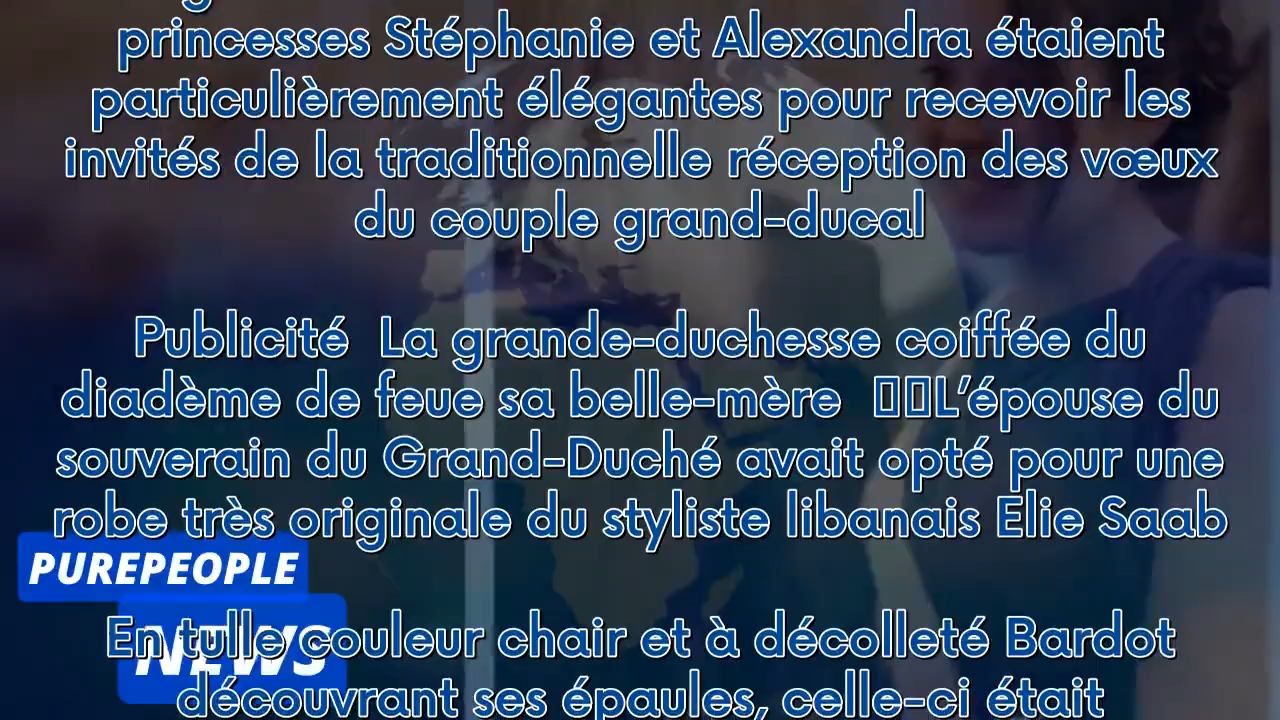 princesses Stéphanie et Alexandra étaient
particulièrement élégantes pour recevoir les
invités de la traditionnelle réception des vœux
du couple grand-ducal
Publicité La grande-duchesse coiffée du
diadème de feue sa belle-mère L'épouse du
souverain du Grand-Duché avait opté pour une
robe très originale du styliste libanais Elie Saab
PUREPEOPLE
NEWS
En tulle couleur chair et à décolleté Bardot
découvrant ses épaules, celle-ci était